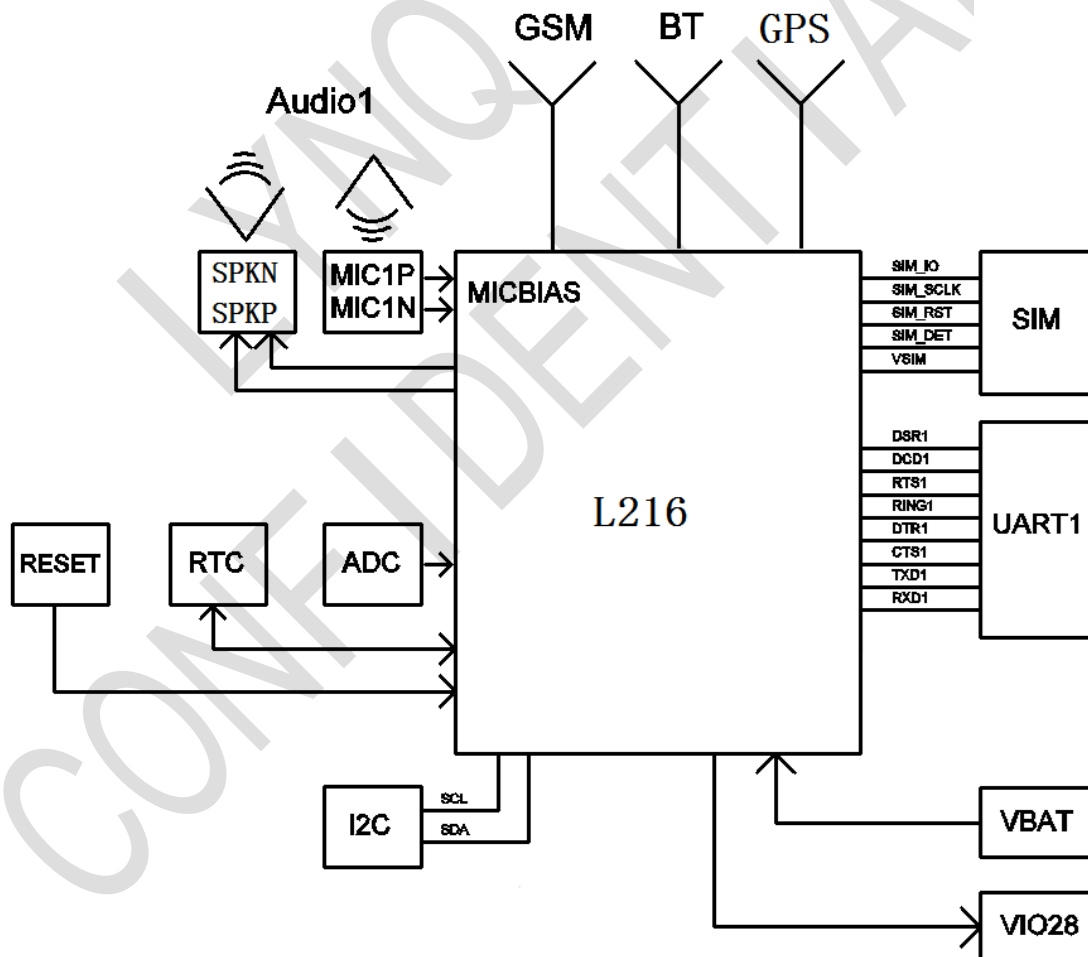 GSM BT GPS
Audio1
SPKN
SPKP
MIC1P
MIC1N
MICBIAS
SIM_IO
SIM_SCLK
SIM_RST
SIM_DET
VSIM
SIM
DSR1
DCD1
RTS1
RING1
DTR1
CTS1
TXD1
RXD1
UART1
L216
RESET
RTC
ADC
I2C
SCL
SDA
VBAT
VIO28
LYNQ
CONFIDENTIAL